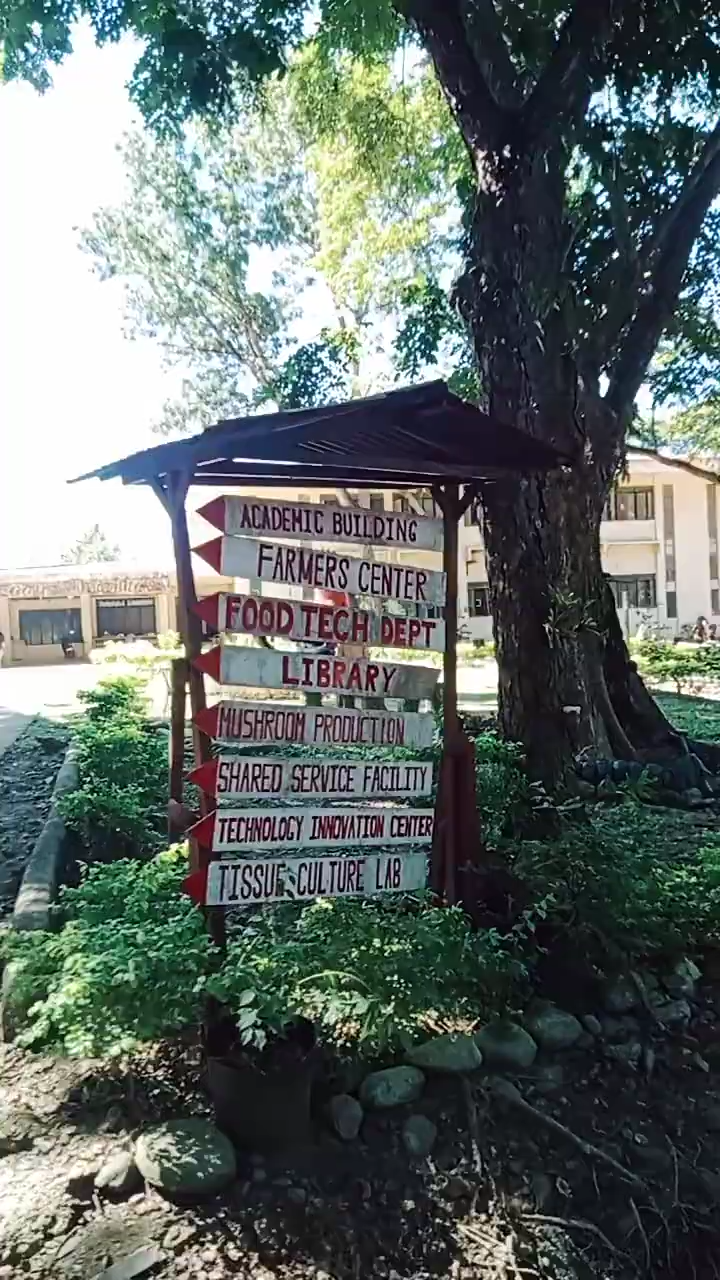 ACADEMIC BUILDING
FARMERS CENTER
FOOD TECH DEPT
LIBRARY
MUSHROOM PRODUCTION
SHARED SERVICE FACILITY
TECHNOLOGY INNOVATION CENTER
TISSUE CULTURE LAB